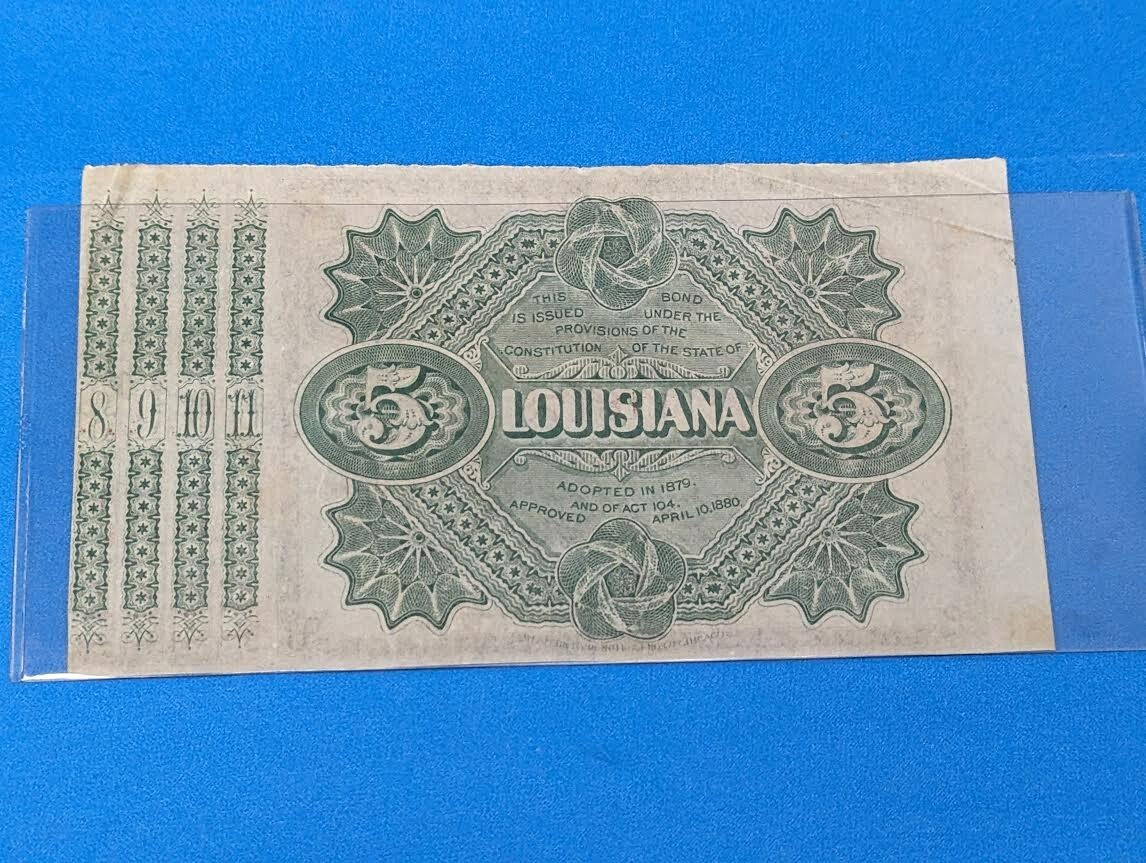 THIS BOND
IS ISSUED UNDER THE
PROVISIONS OF THE
CONSTITUTION OF THE STATE OF
5 LOUISIANA 5
8 9 10 11
ADOPTED IN 1879.
AND OF ACT 104.
APPROVED APRIL 10, 1880.